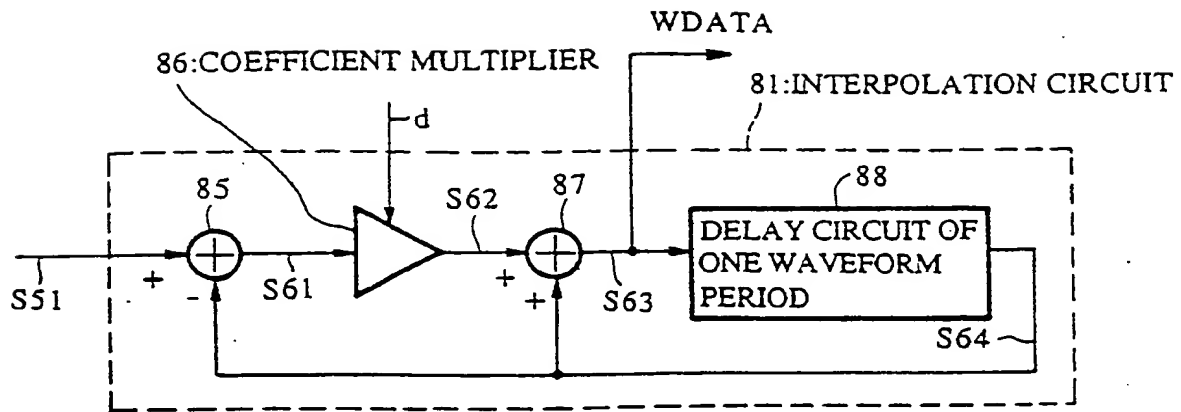 WDATA
86:COEFFICIENT MULTIPLIER
81:INTERPOLATION CIRCUIT
d
85
S62
87
88
DELAY CIRCUIT OF
ONE WAVEFORM
PERIOD
+
S51
-
S61
+
+
S63
S64